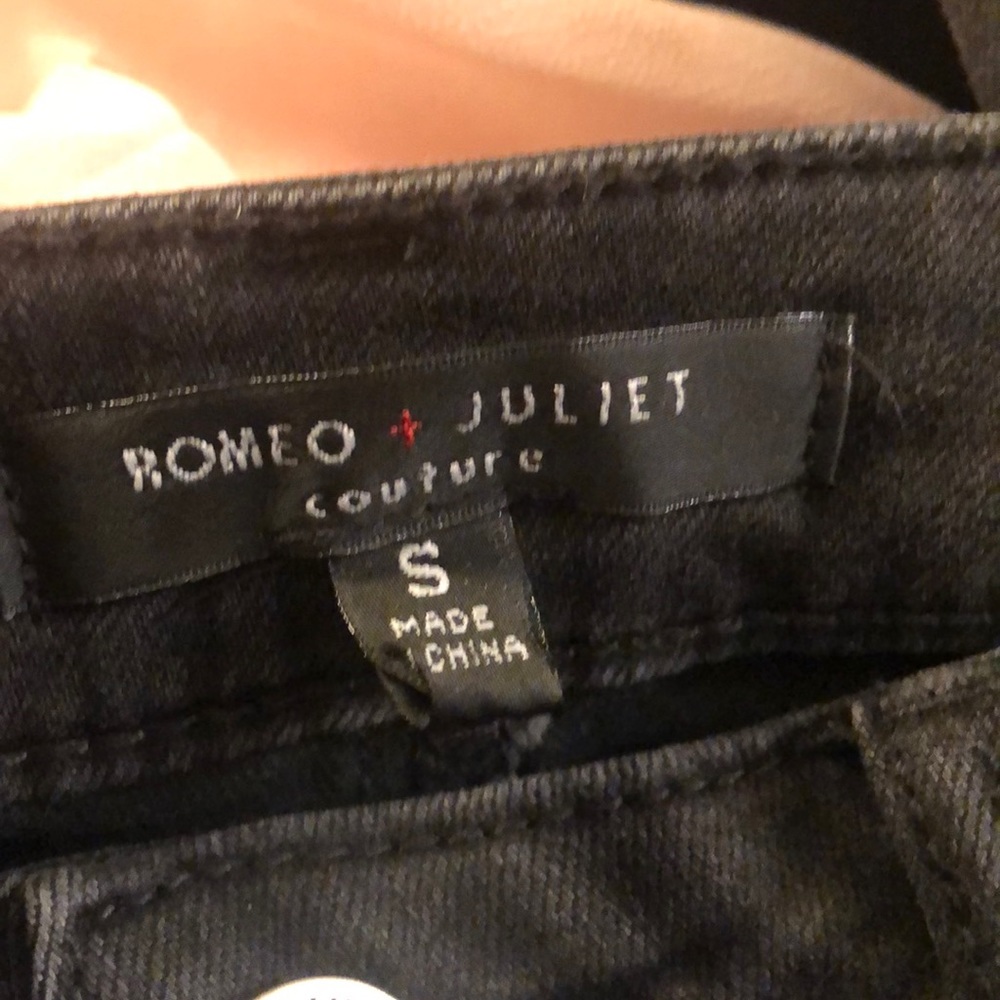 ROMEO + JULIET
couture
S
MADE
CHINA